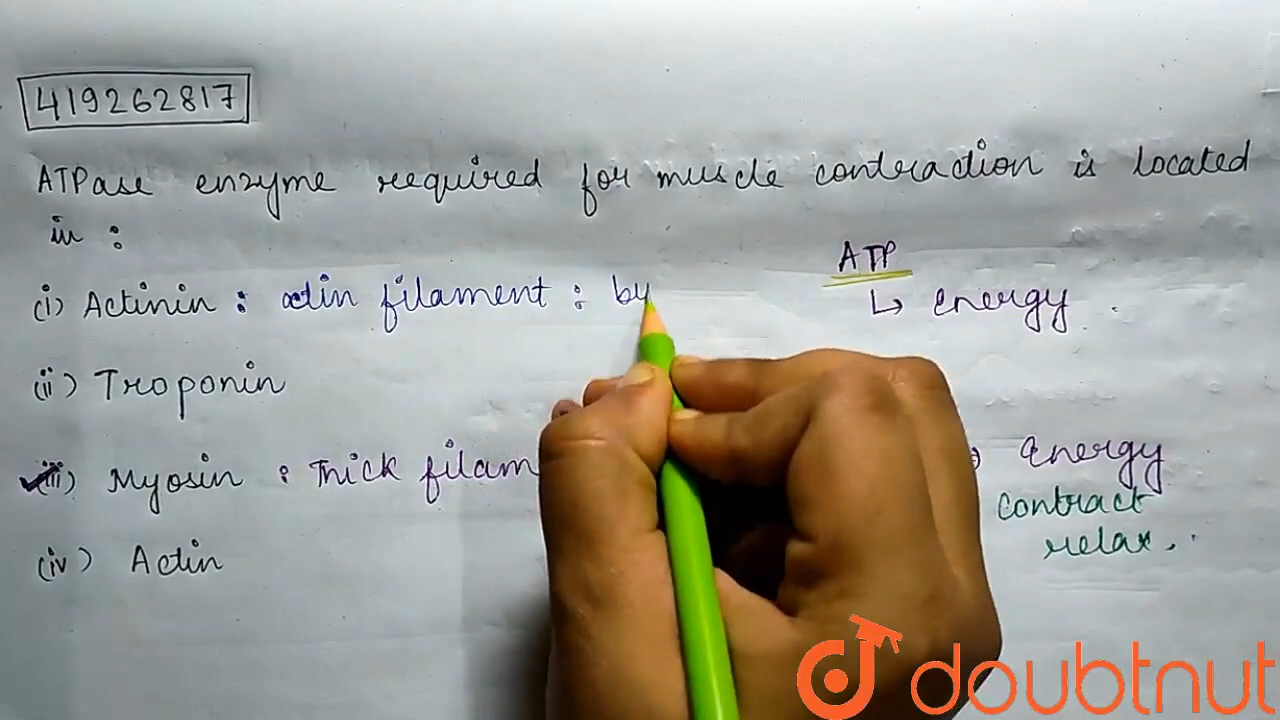 419262817
ATPase enzyme required for muscle contraction is located
in :
ATP
(i) Actinin : actin filament : by
↳ energy.
(ii) Troponin
(iii) Myosin : Thick filam
Energy
contract
relax.
(iv) Actin
doubtnut